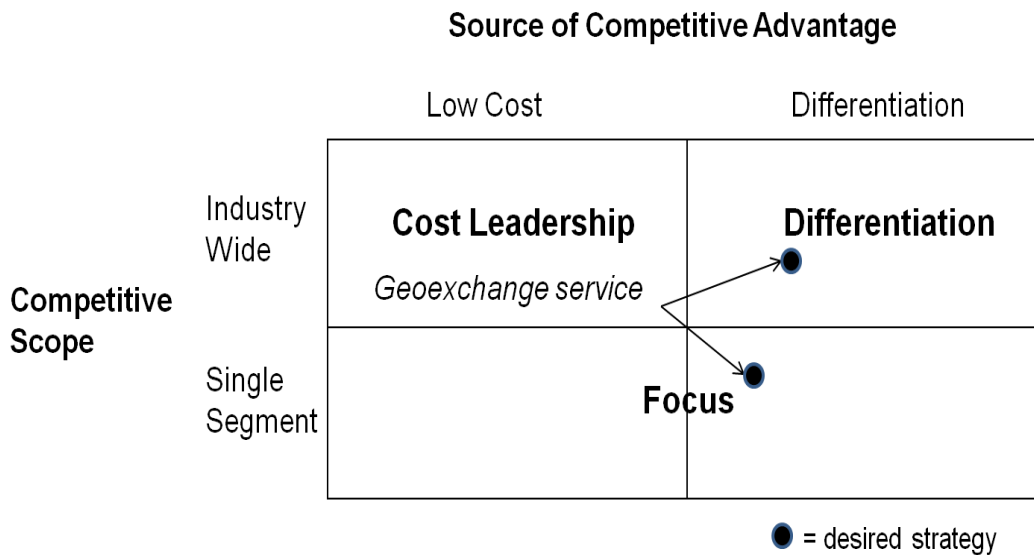 Source of Competitive Advantage
Low Cost
Differentiation
Industry
Wide
Cost Leadership
Differentiation
Geoexchange service
Competitive
Scope
Single
Segment
Focus
= desired strategy